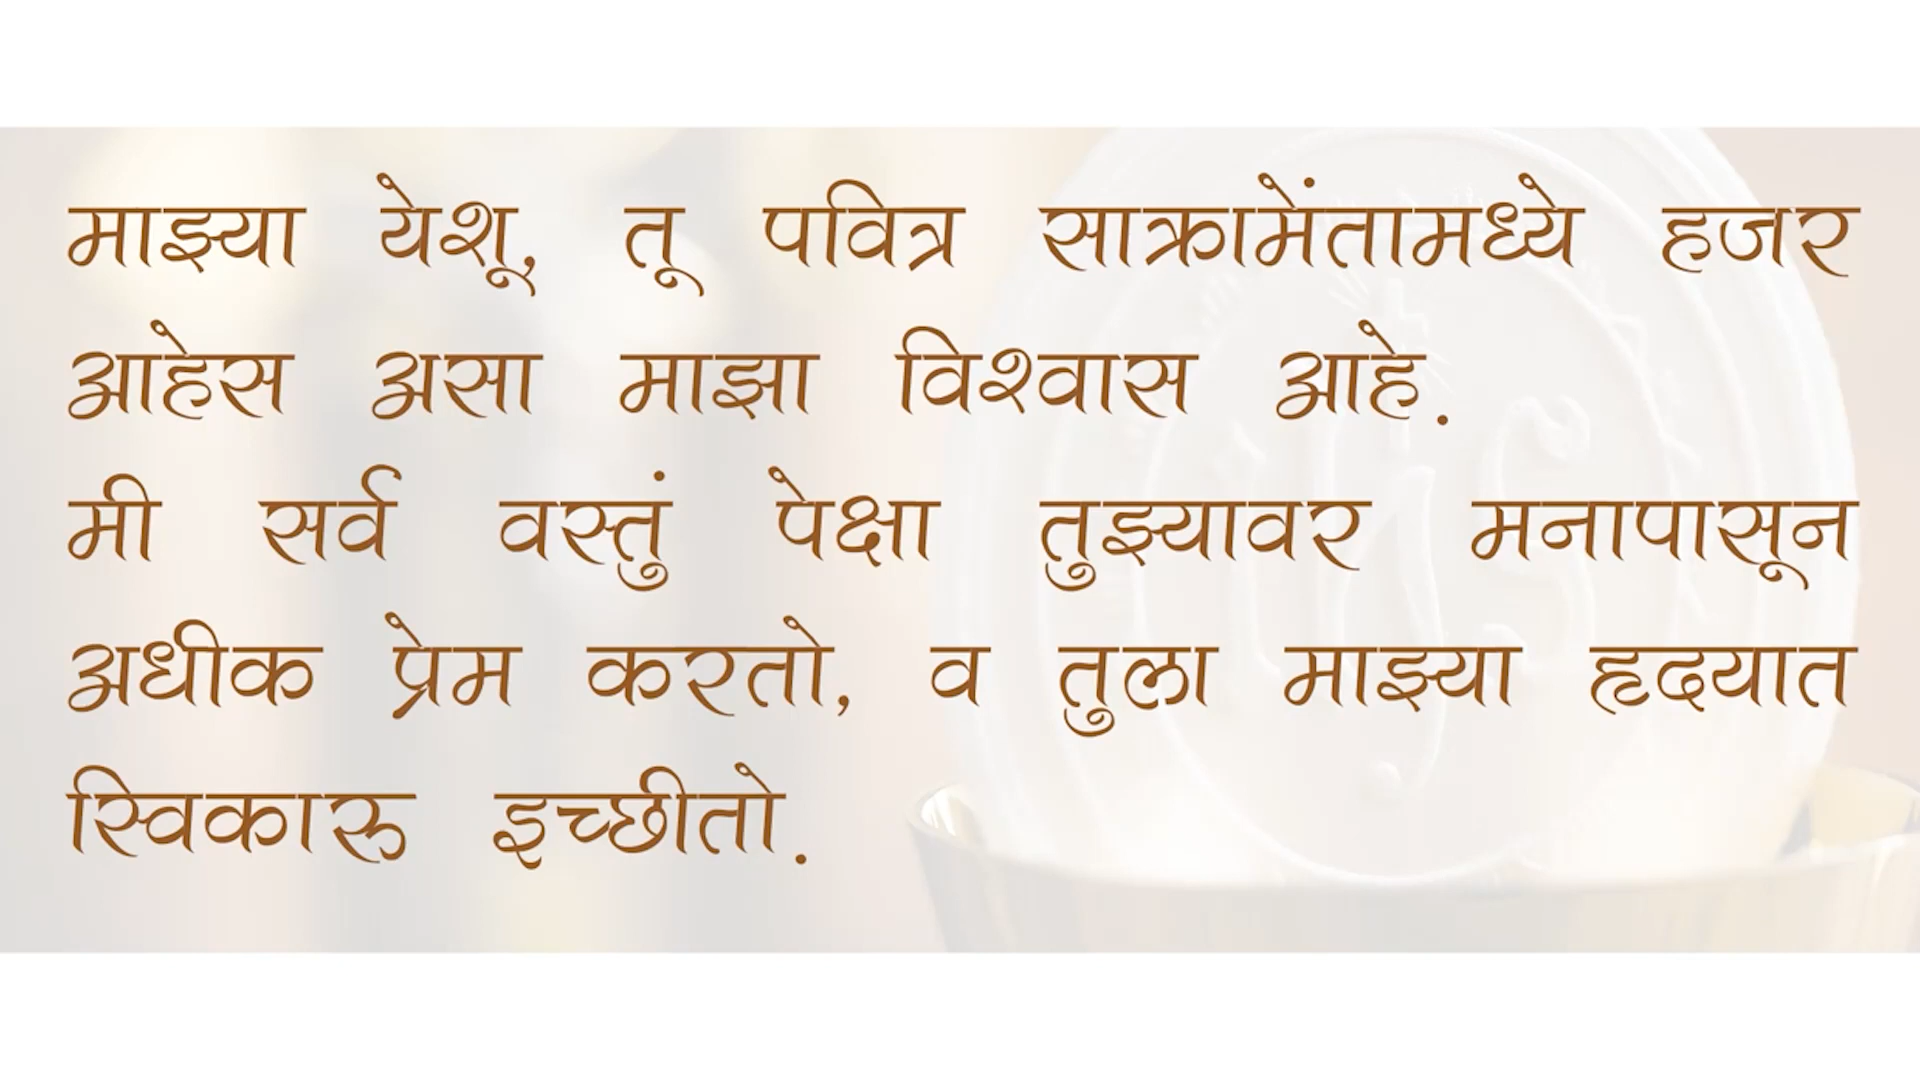 माझ्या येशू, तू पवित्र साक्रामेंतामध्ये हजर
आहेस असा माझा विश्वास आहे.
मी सर्व वस्तुं पेक्षा तुझ्यावर मनापासून
अधीक प्रेम करतो, व तुला माझ्या हृदयात
स्विकारू इच्छीतो.